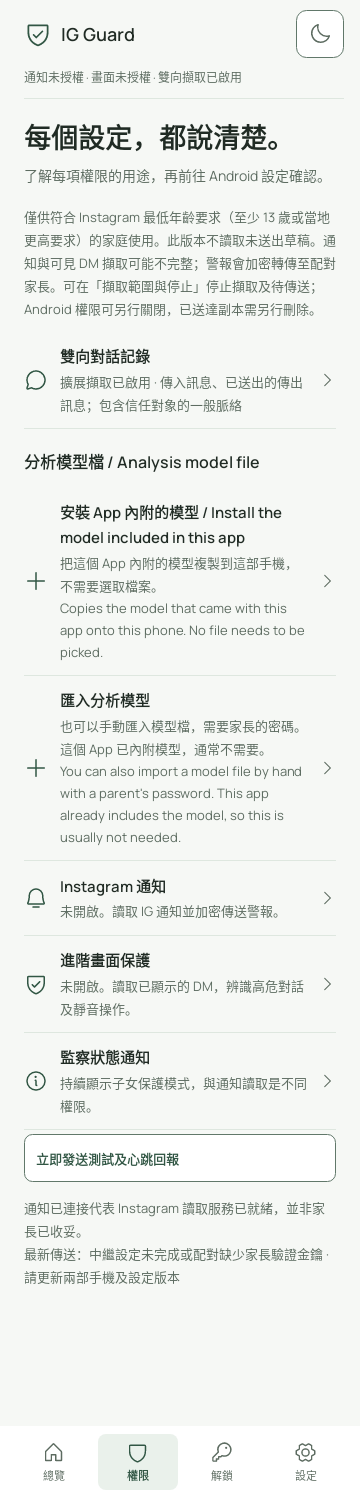 IG Guard
通知未授權 · 畫面未授權 · 雙向擷取已啟用
每個設定，都說清楚。
了解每項權限的用途，再前往 Android 設定確認。
僅供符合 Instagram 最低年齡要求（至少 13 歲或當地
更高要求）的家庭使用。此版本不讀取未送出草稿。通
知與可見 DM 擷取可能不完整；警報會加密轉傳至配對
家長。可在「擷取範圍與停止」停止擷取及待傳送；
Android 權限可另行關閉，已送達副本需另行刪除。
雙向對話記錄
擴展擷取已啟用 · 傳入訊息、已送出的傳出
訊息；包含信任對象的一般脈絡
分析模型檔 / Analysis model file
安裝 App 內附的模型 / Install the
model included in this app
把這個 App 內附的模型複製到這部手機，
不需要選取檔案。
Copies the model that came with this
app onto this phone. No file needs to be
picked.
匯入分析模型
也可以手動匯入模型檔，需要家長的密碼。
這個 App 已內附模型，通常不需要。
You can also import a model file by hand
with a parent's password. This app
already includes the model, so this is
usually not needed.
Instagram 通知
未開啟。讀取 IG 通知並加密傳送警報。
進階畫面保護
未開啟。讀取已顯示的 DM，辨識高危對話
及靜音操作。
監察狀態通知
持續顯示子女保護模式，與通知讀取是不同
權限。
立即發送測試及心跳回報
通知已連接代表 Instagram 讀取服務已就緒，並非家
長已收妥。
最新傳送：中繼設定未完成或配對缺少家長驗證金鑰 ·
請更新兩部手機及設定版本
總覽
權限
解鎖
設定